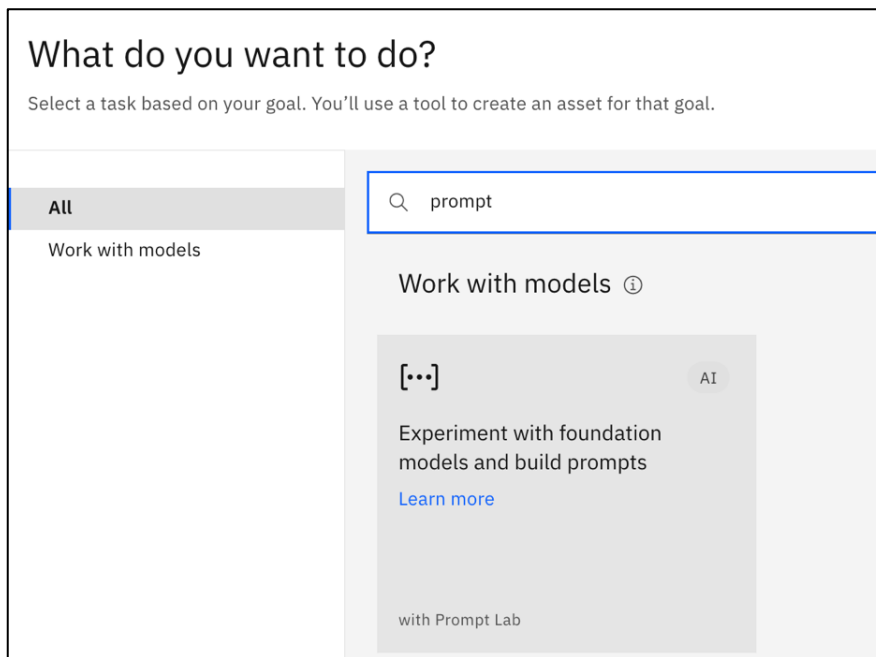 What do you want to do?
Select a task based on your goal. You’ll use a tool to create an asset for that goal.
All
Work with models
prompt
Work with models
AI
Experiment with foundation
models and build prompts
Learn more
with Prompt Lab